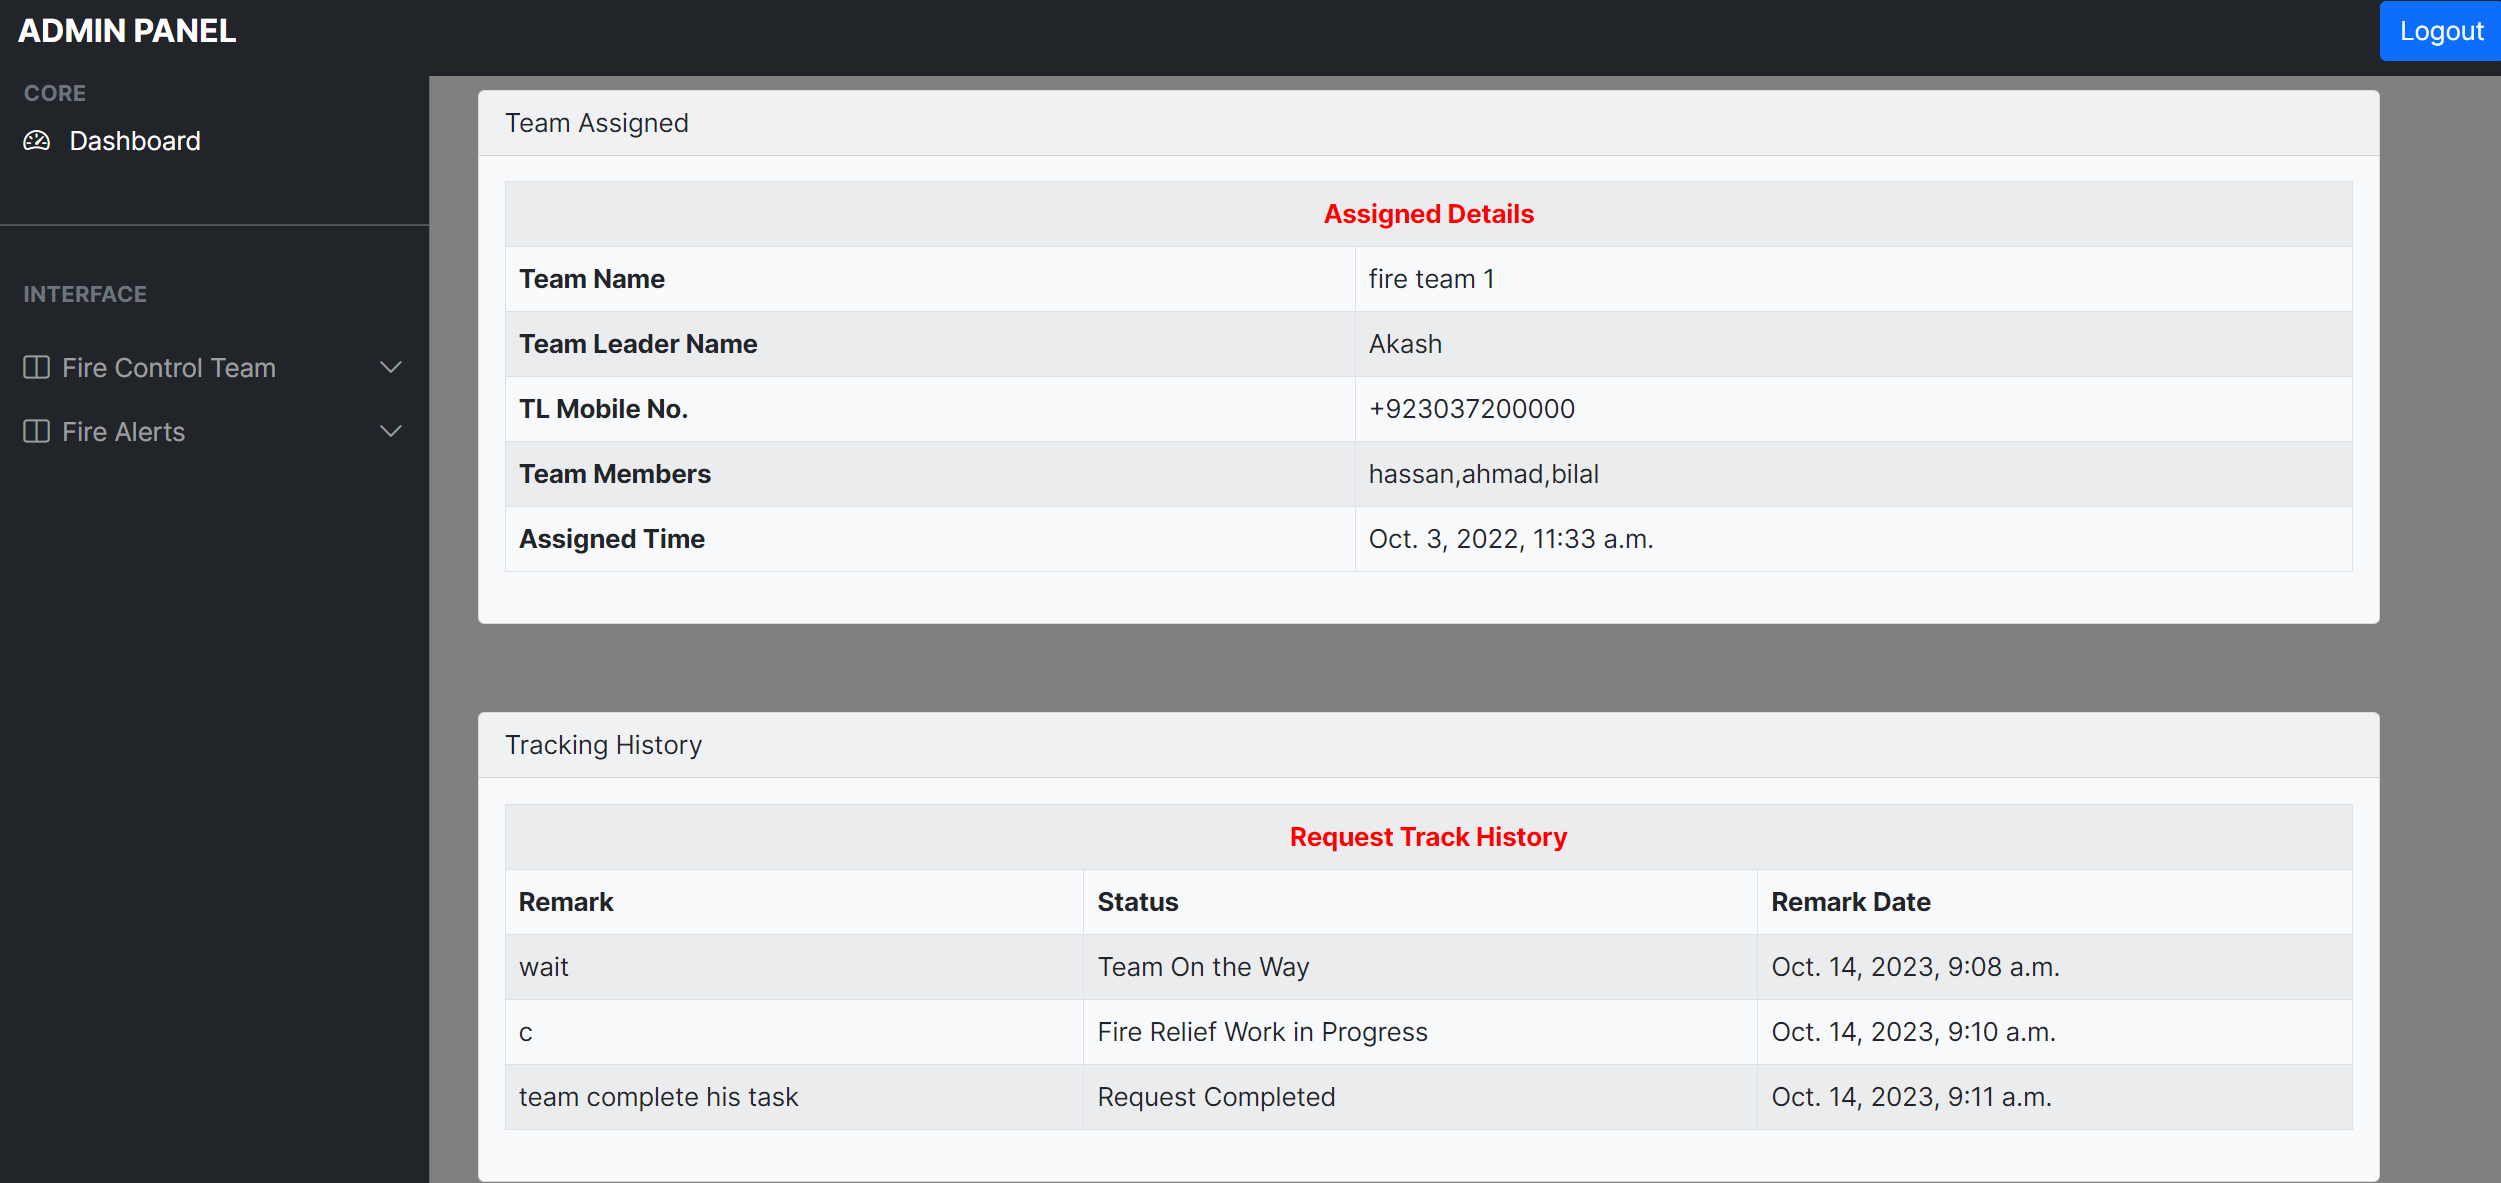 ADMIN PANEL
Logout
CORE
Dashboard
INTERFACE
Fire Control Team
Fire Alerts
Team Assigned
Assigned Details
Team Name fire team 1
Team Leader Name Akash
TL Mobile No. +923037200000
Team Members hassan,ahmad,bilal
Assigned Time Oct. 3, 2022, 11:33 a.m.
Tracking History
Request Track History
Remark Status Remark Date
wait Team On the Way Oct. 14, 2023, 9:08 a.m.
c Fire Relief Work in Progress Oct. 14, 2023, 9:10 a.m.
team complete his task Request Completed Oct. 14, 2023, 9:11 a.m.